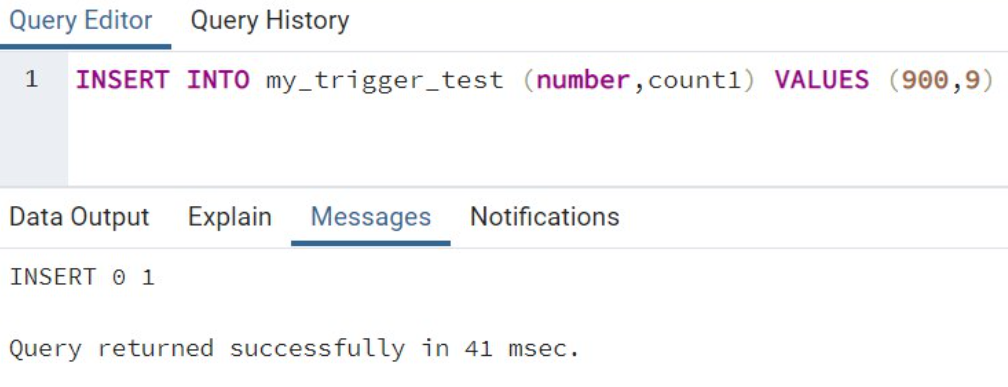 Query Editor Query History
1 INSERT INTO my_trigger_test (number,count1) VALUES (900,9)
Data Output Explain Messages Notifications
INSERT 0 1
Query returned successfully in 41 msec.